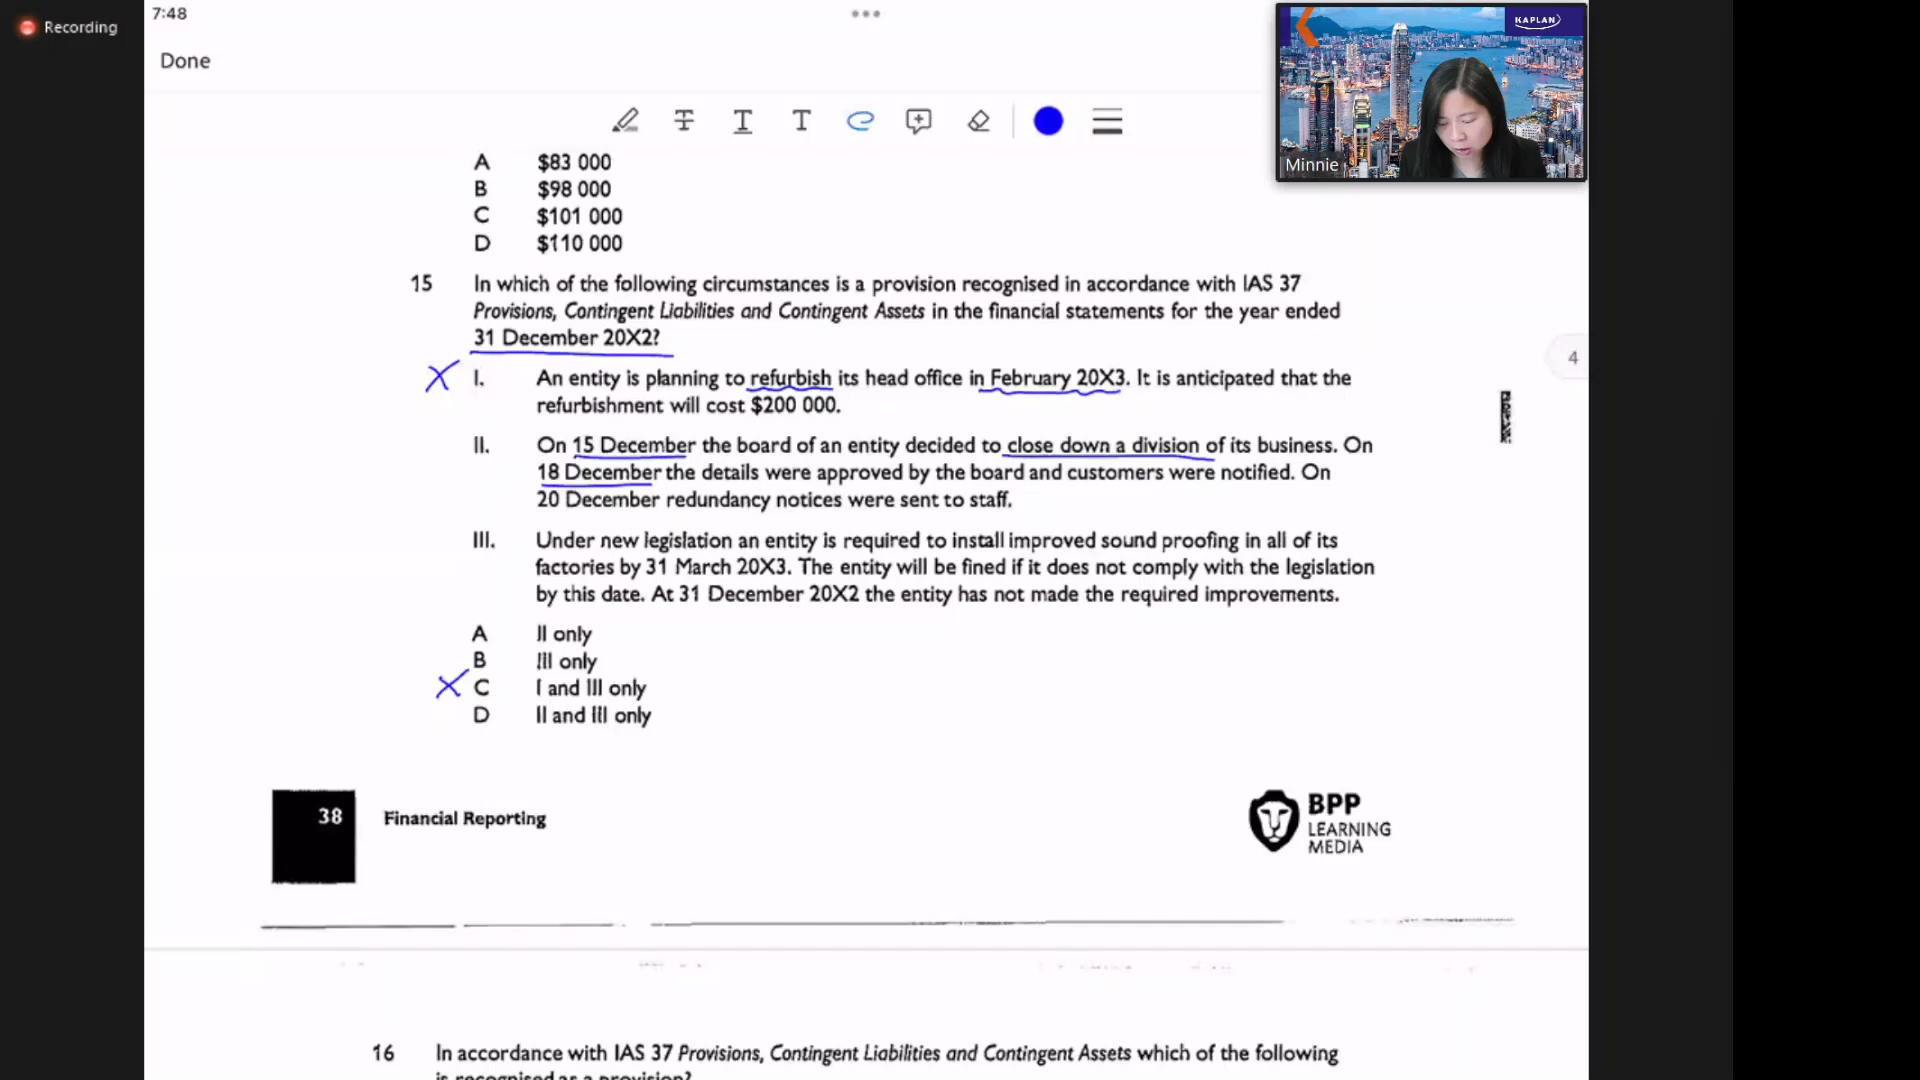 7:48
Recording
Done
KAPLAN
Minnie
A $83 000
B $98 000
C $101 000
D $110 000
15 In which of the following circumstances is a provision recognised in accordance with IAS 37
Provisions, Contingent Liabilities and Contingent Assets in the financial statements for the year ended
31 December 20X2?
4
X I. An entity is planning to refurbish its head office in February 20X3. It is anticipated that the
refurbishment will cost $200 000.
II. On 15 December the board of an entity decided to close down a division of its business. On
18 December the details were approved by the board and customers were notified. On
20 December redundancy notices were sent to staff.
III. Under new legislation an entity is required to install improved sound proofing in all of its
factories by 31 March 20X3. The entity will be fined if it does not comply with the legislation
by this date. At 31 December 20X2 the entity has not made the required improvements.
A II only
B III only
X C I and III only
D II and III only
38 Financial Reporting
BPP
LEARNING
MEDIA
16 In accordance with IAS 37 Provisions, Contingent Liabilities and Contingent Assets which of the following
is recognised as a provision?